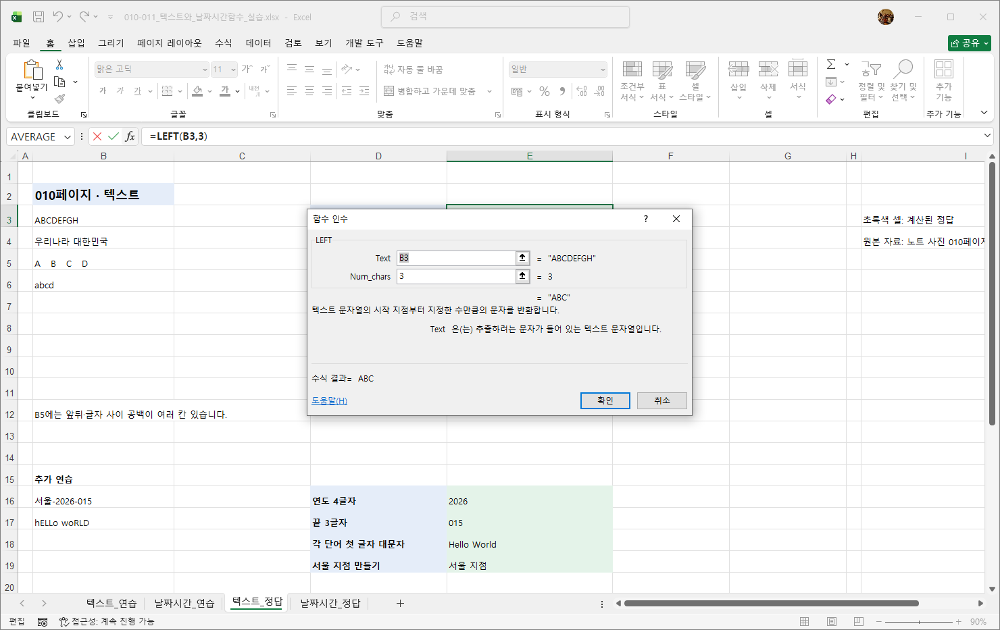 010-011_텍스트와_날짜시간함수_실습.xlsx - Excel
검색
파일 홈 삽입 그리기 페이지 레이아웃 수식 데이터 검토 보기 개발 도구 도움말
공유
붙여넣기
클립보드
맑은 고딕 11 가 가
가 가 가 가 내천
글꼴
가나다 자동 줄 바꿈
병합하고 가운데 맞춤
맞춤
일반
% 9 .00
표시 형식
조건부 서식
표 서식
셀 스타일
스타일
삽입 삭제 서식
셀
정렬 및 필터
찾기 및 선택
편집
추가 기능
추가 기능
AVERAGE fx =LEFT(B3,3)
A B C D E F G H I
1
2 010페이지 · 텍스트
3 ABCDEFGH 초록색 셀: 계산된 정답
4 우리나라 대한민국 원본 자료: 노트 사진 010페이지
5 A B C D
6 abcd
7
8
9
10
11
12 B5에는 앞뒤·글자 사이 공백이 여러 칸 있습니다.
13
14
15 추가 연습
16 서울-2026-015 연도 4글자 2026
17 hELLo woRLD 끝 3글자 015
18 각 단어 첫 글자 대문자 Hello World
19 서울 지점 만들기 서울 지점
20
함수 인수 ?
LEFT
Text B3 = "ABCDEFGH"
Num_chars 3 = 3
= "ABC"
텍스트 문자열의 시작 지점부터 지정한 수만큼의 문자를 반환합니다.
Text 은(는) 추출하려는 문자가 들어 있는 텍스트 문자열입니다.
수식 결과= ABC
도움말(H)
확인 취소
텍스트_연습 날짜시간_연습 텍스트_정답 날짜시간_정답
편집 접근성: 계속 진행 가능 90%